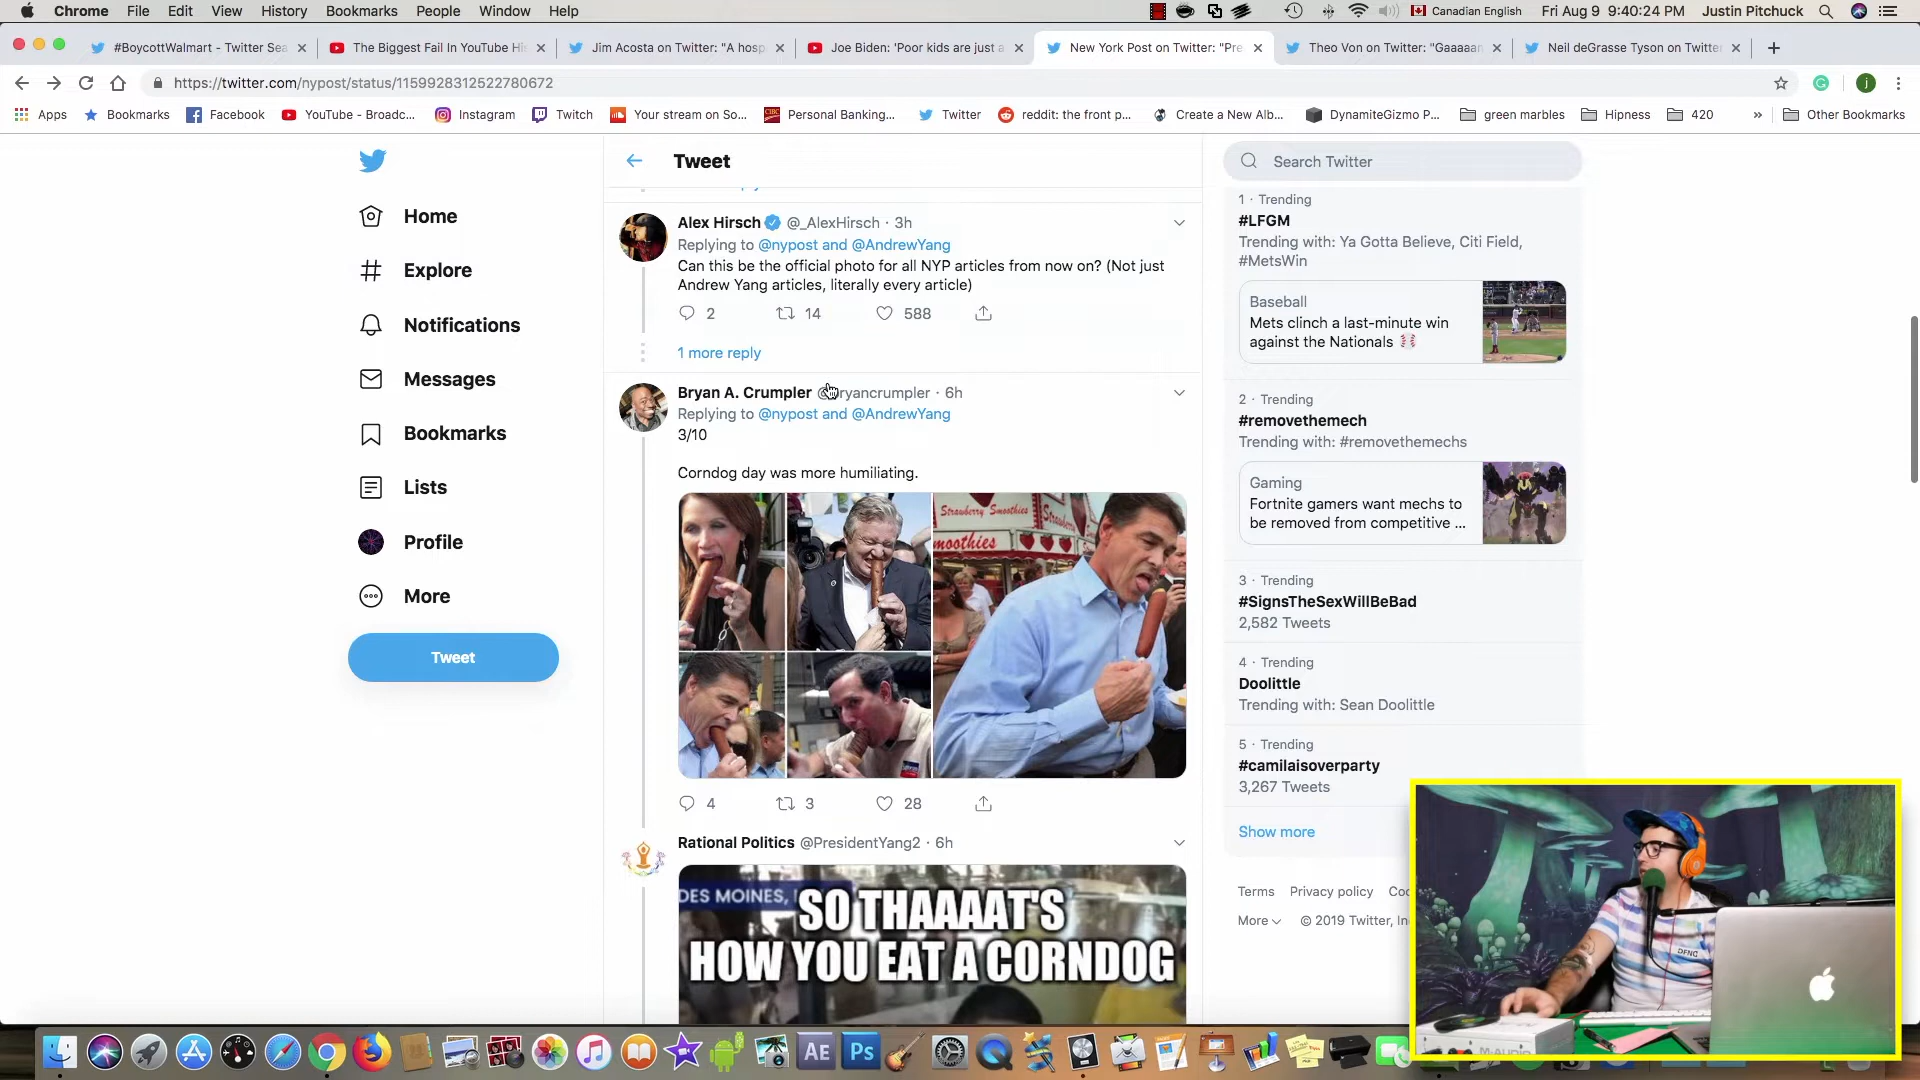 Chrome File Edit View History Bookmarks People Window Help
Canadian English Fri Aug 9 9:40:24 PM Justin Pitchuck
#BoycottWalmart - Twitter Sea
The Biggest Fail In YouTube Hi
Jim Acosta on Twitter: "A hosp
Joe Biden: 'Poor kids are just a
New York Post on Twitter: "Pre
Theo Von on Twitter: "Gaaaaan
Neil deGrasse Tyson on Twitte
https://twitter.com/nypost/status/1159928312522780672
j
Apps Bookmarks Facebook YouTube - Broadc... Instagram Twitch Your stream on So... CIBC Personal Banking... Twitter reddit: the front p... Create a New Alb... DynamiteGizmo P... green marbles Hipness 420 » Other Bookmarks
Home
Explore
Notifications
Messages
Bookmarks
Lists
Profile
More
Tweet
Tweet
Alex Hirsch @_AlexHirsch · 3h
Replying to @nypost and @AndrewYang
Can this be the official photo for all NYP articles from now on? (Not just
Andrew Yang articles, literally every article)
2 14 588
1 more reply
Bryan A. Crumpler @bryancrumpler · 6h
Replying to @nypost and @AndrewYang
3/10
Corndog day was more humiliating.
Strawberry Smoothies
moothies
4 3 28
Rational Politics @PresidentYang2 · 6h
DES MOINES,
SO THAAAAT'S
HOW YOU EAT A CORNDOG
Search Twitter
1 · Trending
#LFGM
Trending with: Ya Gotta Believe, Citi Field,
#MetsWin
Baseball
Mets clinch a last-minute win
against the Nationals
2 · Trending
#removethemech
Trending with: #removethemechs
Gaming
Fortnite gamers want mechs to
be removed from competitive ...
3 · Trending
#SignsTheSexWillBeBad
2,582 Tweets
4 · Trending
Doolittle
Trending with: Sean Doolittle
5 · Trending
#camilaisoverparty
3,267 Tweets
Show more
Terms Privacy policy Coo
More © 2019 Twitter, In
DFNG
M-AUDIO
AE Ps